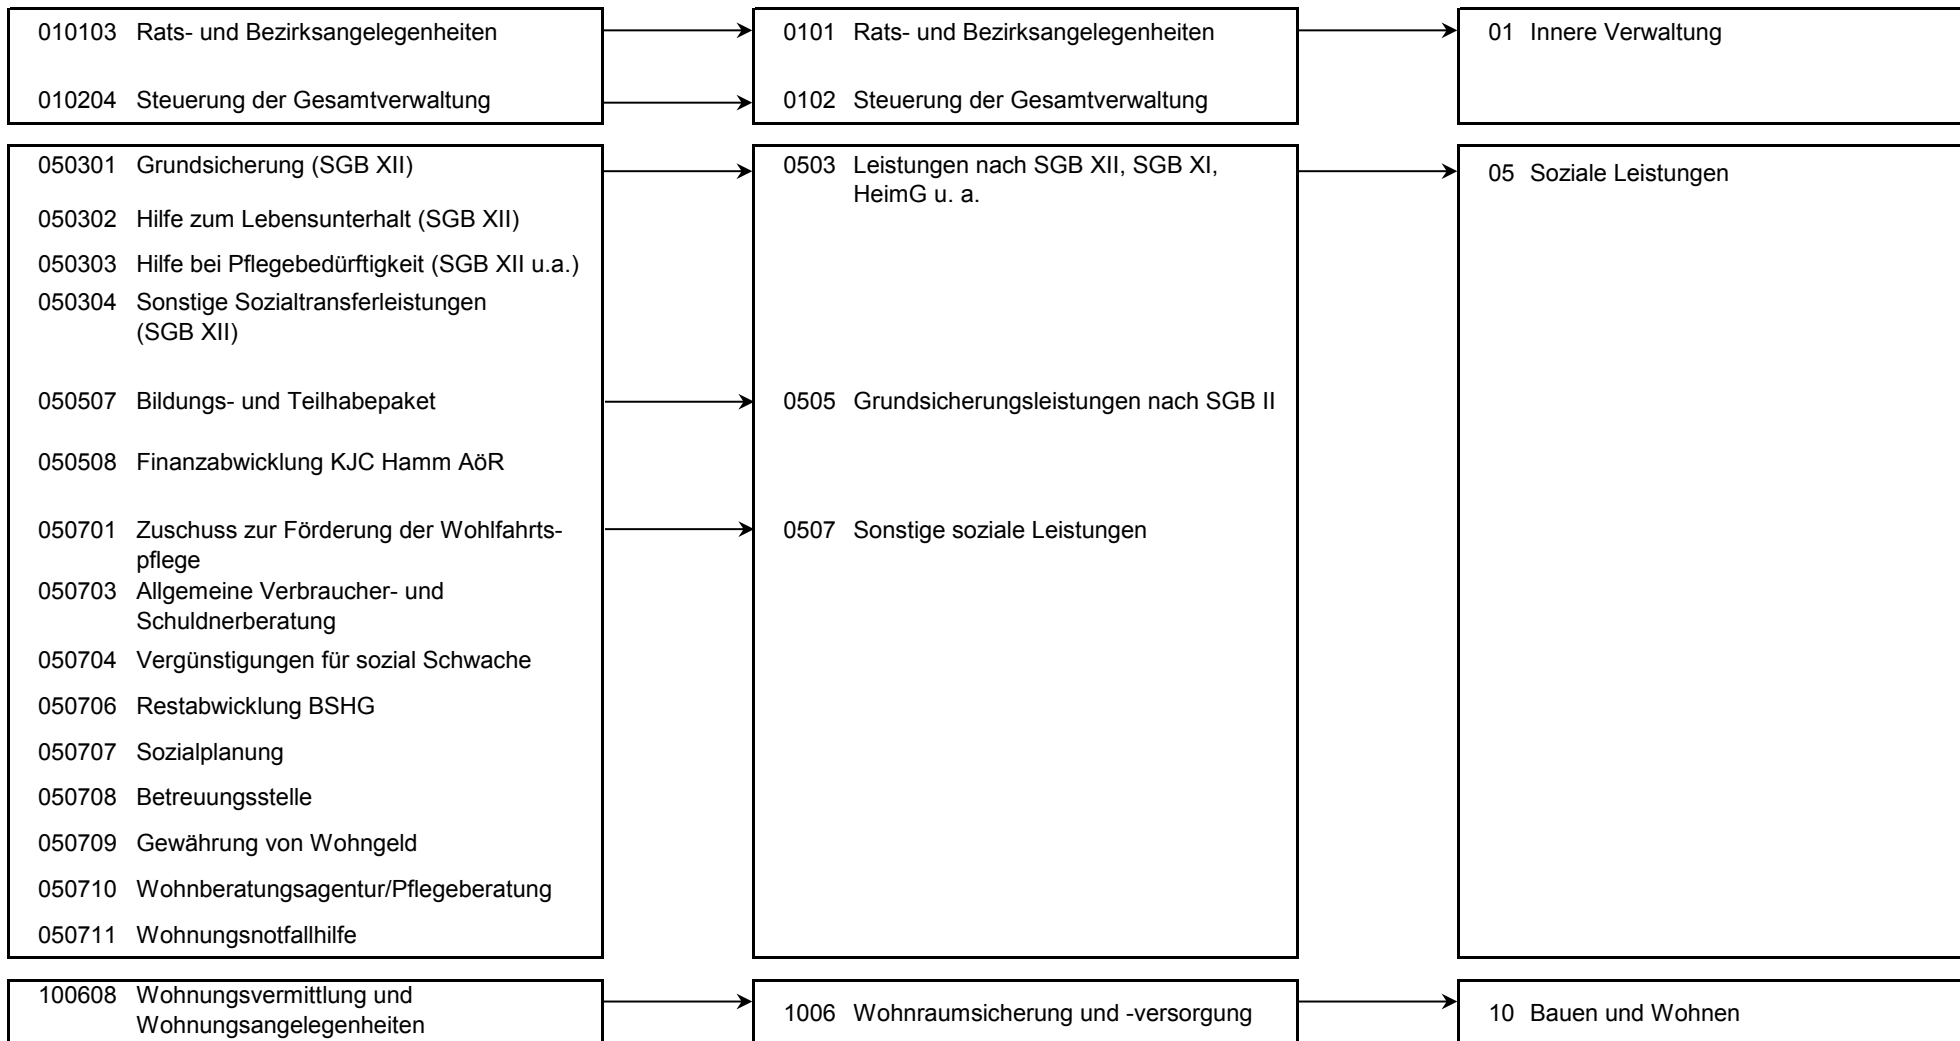 010103 Rats- und Bezirksangelegenheiten
0101 Rats- und Bezirksangelegenheiten
01 Innere Verwaltung
010204 Steuerung der Gesamtverwaltung
0102 Steuerung der Gesamtverwaltung
050301 Grundsicherung (SGB XII)
0503 Leistungen nach SGB XII, SGB XI,
HeimG u. a.
05 Soziale Leistungen
050302 Hilfe zum Lebensunterhalt (SGB XII)
050303 Hilfe bei Pflegebedürftigkeit (SGB XII u.a.)
050304 Sonstige Sozialtransferleistungen
(SGB XII)
050507 Bildungs- und Teilhabepaket
0505 Grundsicherungsleistungen nach SGB II
050508 Finanzabwicklung KJC Hamm AöR
050701 Zuschuss zur Förderung der Wohlfahrts-
pflege
0507 Sonstige soziale Leistungen
050703 Allgemeine Verbraucher- und
Schuldnerberatung
050704 Vergünstigungen für sozial Schwache
050706 Restabwicklung BSHG
050707 Sozialplanung
050708 Betreuungsstelle
050709 Gewährung von Wohngeld
050710 Wohnberatungsagentur/Pflegeberatung
050711 Wohnungsnotfallhilfe
100608 Wohnungsvermittlung und
Wohnungsangelegenheiten
1006 Wohnraumsicherung und -versorgung
10 Bauen und Wohnen